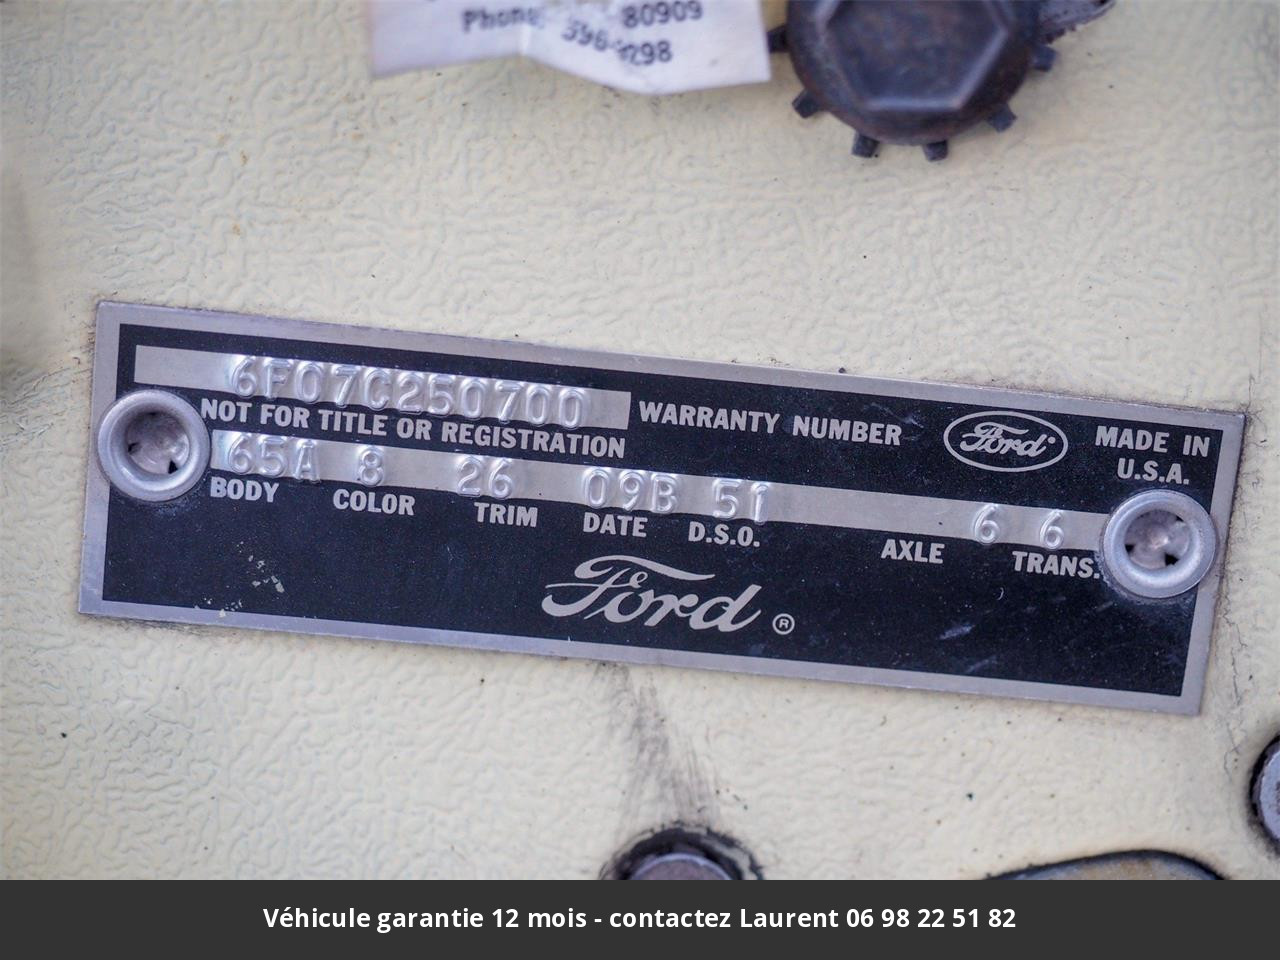 Phone 80909
396-9298
6F07C250700
NOT FOR TITLE OR REGISTRATION
WARRANTY NUMBER
Ford
MADE IN
U.S.A.
65A 8 26 09B 51 6 6
BODY COLOR TRIM DATE D.S.O. AXLE TRANS.
Ford ®
Véhicule garantie 12 mois - contactez Laurent 06 98 22 51 82